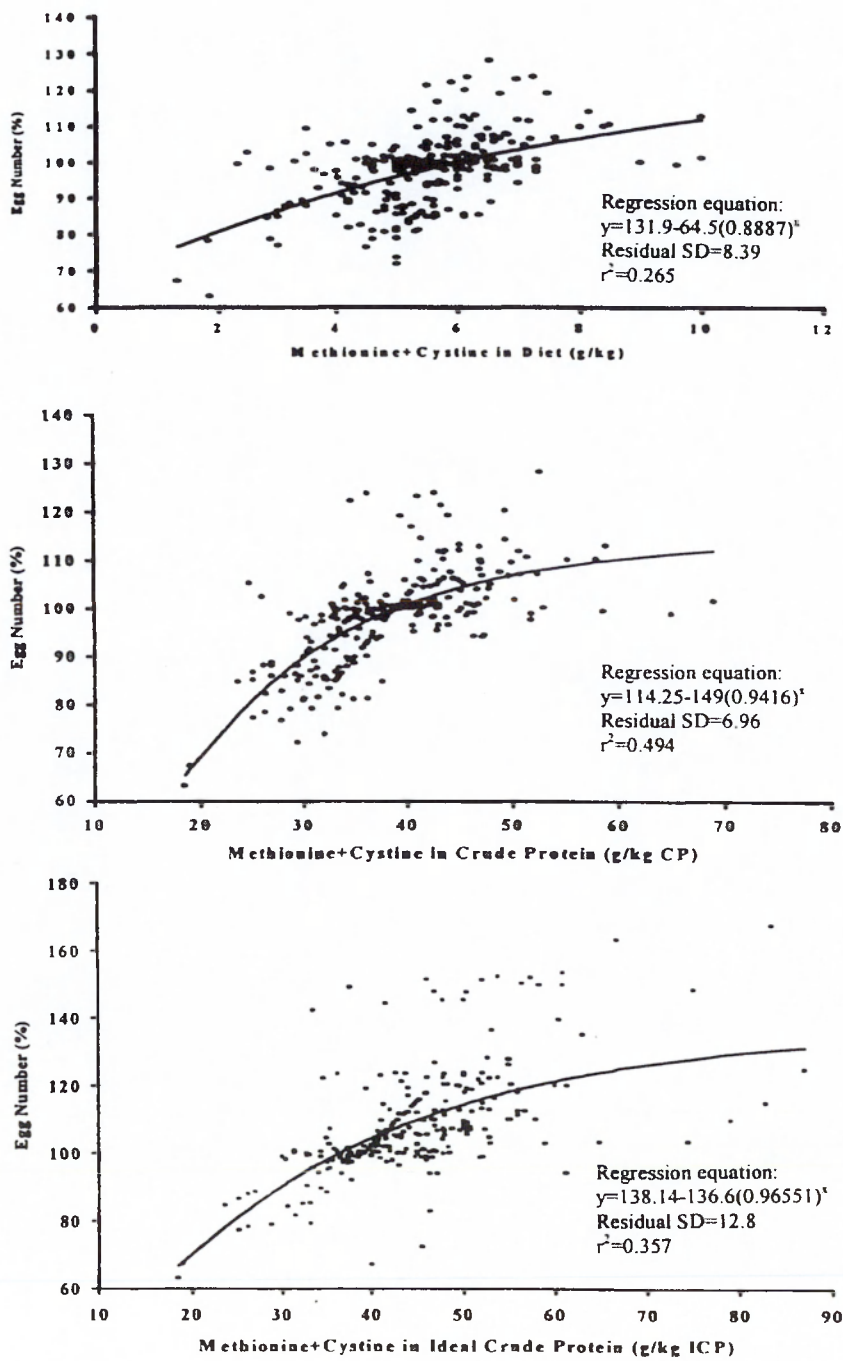 140
130
120
110
100
90
80
70
60
Egg Number (%)
0 2 4 6 8 10 12
Methionine+Cystine in Diet (g/kg)
Regression equation:
y=131.9-64.5(0.8887)ˣ
Residual SD=8.39
r²=0.265
140
130
120
110
100
90
80
70
60
Egg Number (%)
10 20 30 40 50 60 70 80
Methionine+Cystine in Crude Protein (g/kg CP)
Regression equation:
y=114.25-149(0.9416)ˣ
Residual SD=6.96
r²=0.494
180
160
140
120
100
80
60
Egg Number (%)
10 20 30 40 50 60 70 80 90
Methionine+Cystine in Ideal Crude Protein (g/kg ICP)
Regression equation:
y=138.14-136.6(0.96551)ˣ
Residual SD=12.8
r²=0.357